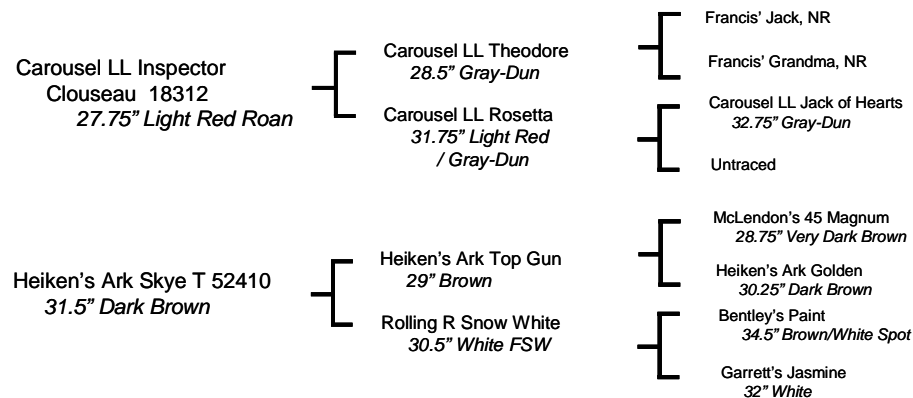 Carousel LL Inspector
Clouseau 18312
27.75” Light Red Roan
Carousel LL Theodore
28.5” Gray-Dun
Carousel LL Rosetta
31.75” Light Red
/ Gray-Dun
Francis’ Jack, NR
Francis’ Grandma, NR
Carousel LL Jack of Hearts
32.75” Gray-Dun
Untraced
Heiken’s Ark Skye T 52410
31.5” Dark Brown
Heiken’s Ark Top Gun
29” Brown
Rolling R Snow White
30.5” White FSW
McLendon’s 45 Magnum
28.75” Very Dark Brown
Heiken’s Ark Golden
30.25” Dark Brown
Bentley’s Paint
34.5” Brown/White Spot
Garrett’s Jasmine
32” White